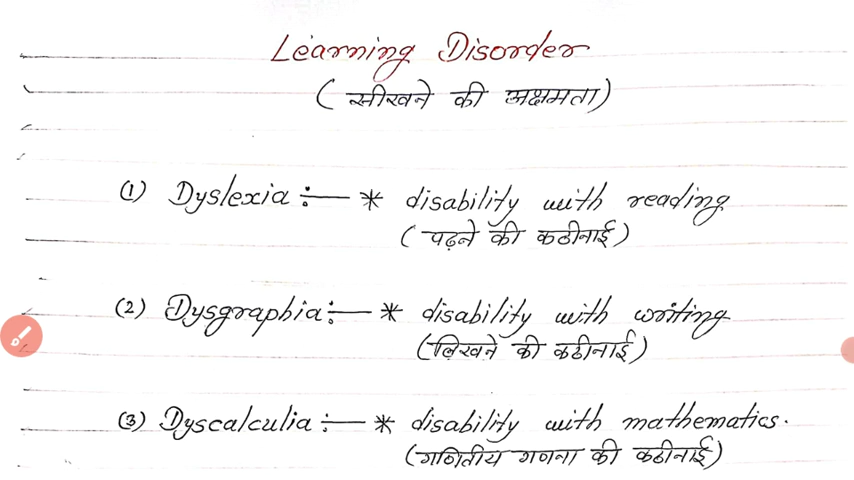 Learning Disorder
(सीखने की अक्षमता)
(1) Dyslexia :— * disability with reading
(पढ़ने की कठीनाई)
(2) Dysgraphia :— * disability with writing
(लिखने की कठीनाई)
(3) Dyscalculia :— * disability with mathematics.
(गणितीय गणना की कठीनाई)